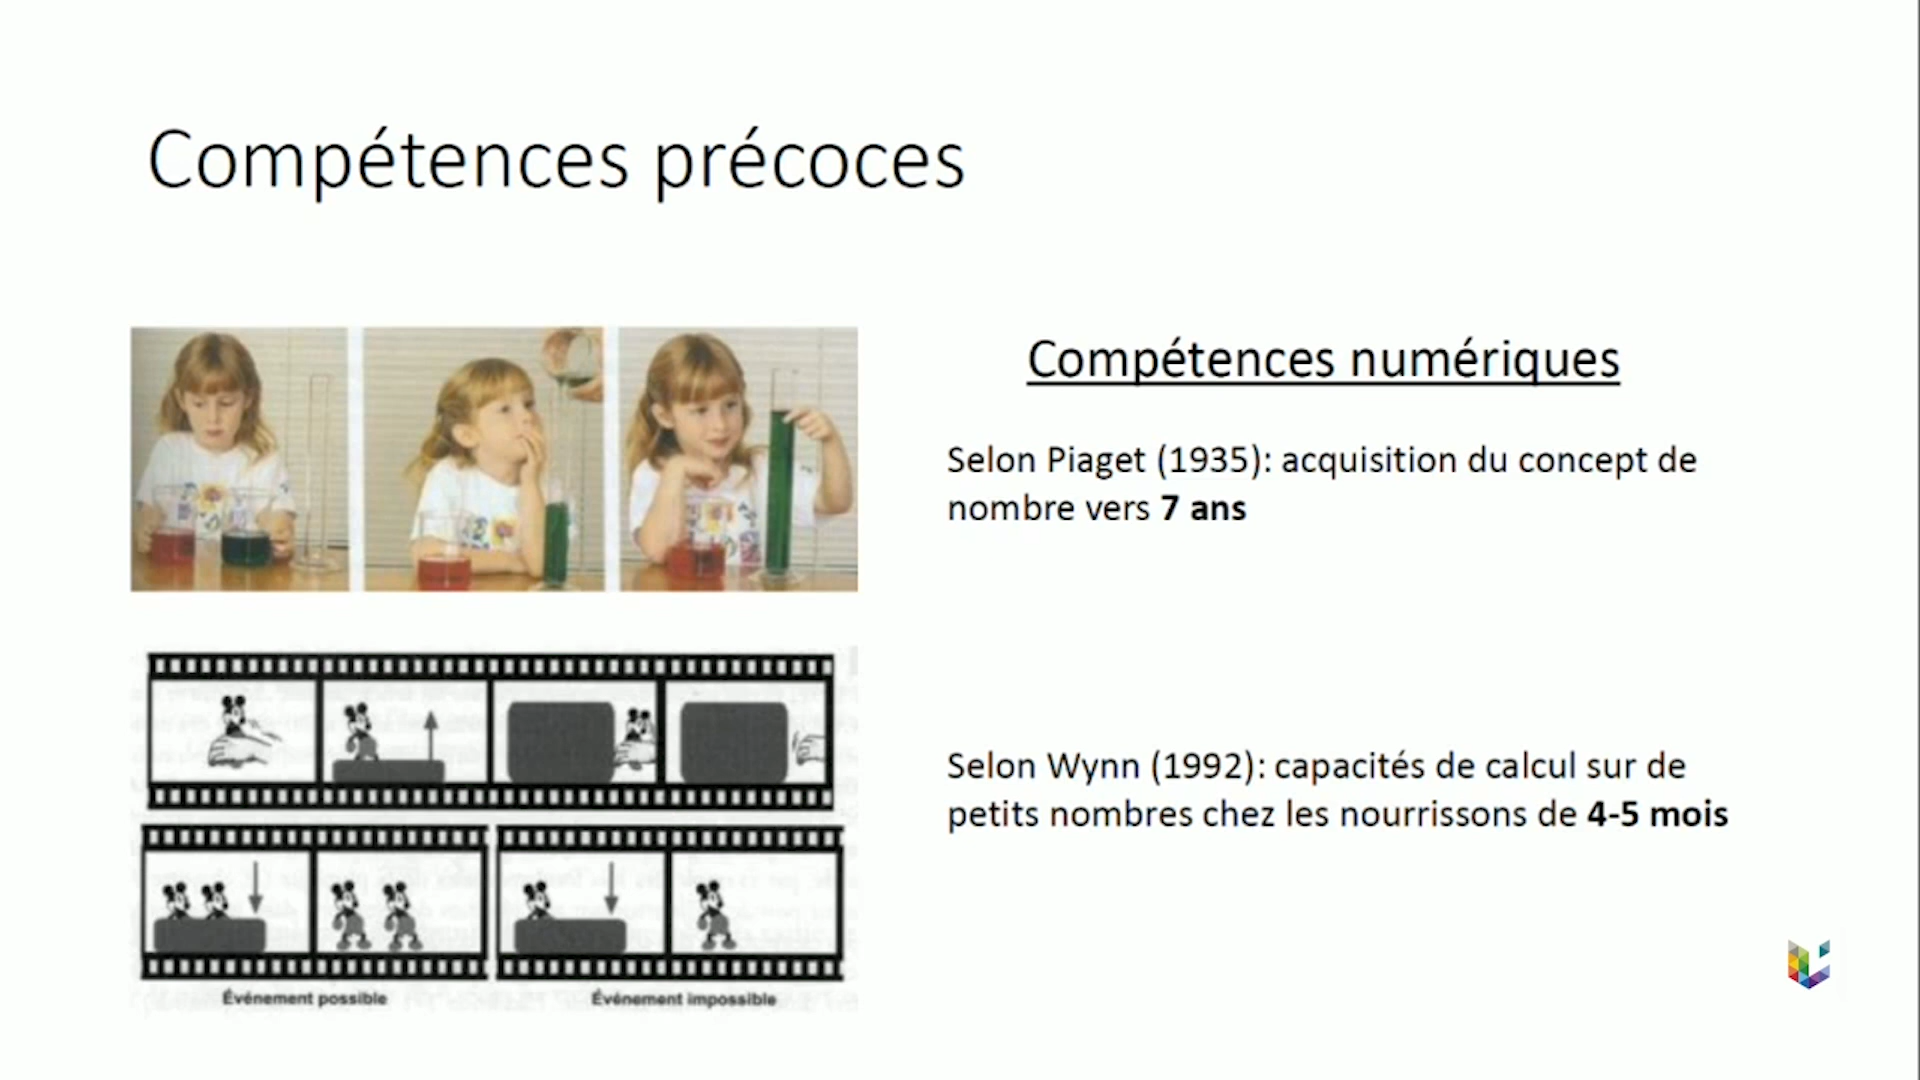 Compétences précoces
Compétences numériques
Selon Piaget (1935): acquisition du concept de
nombre vers 7 ans
Selon Wynn (1992): capacités de calcul sur de
petits nombres chez les nourrissons de 4-5 mois
Événement possible
Événement impossible